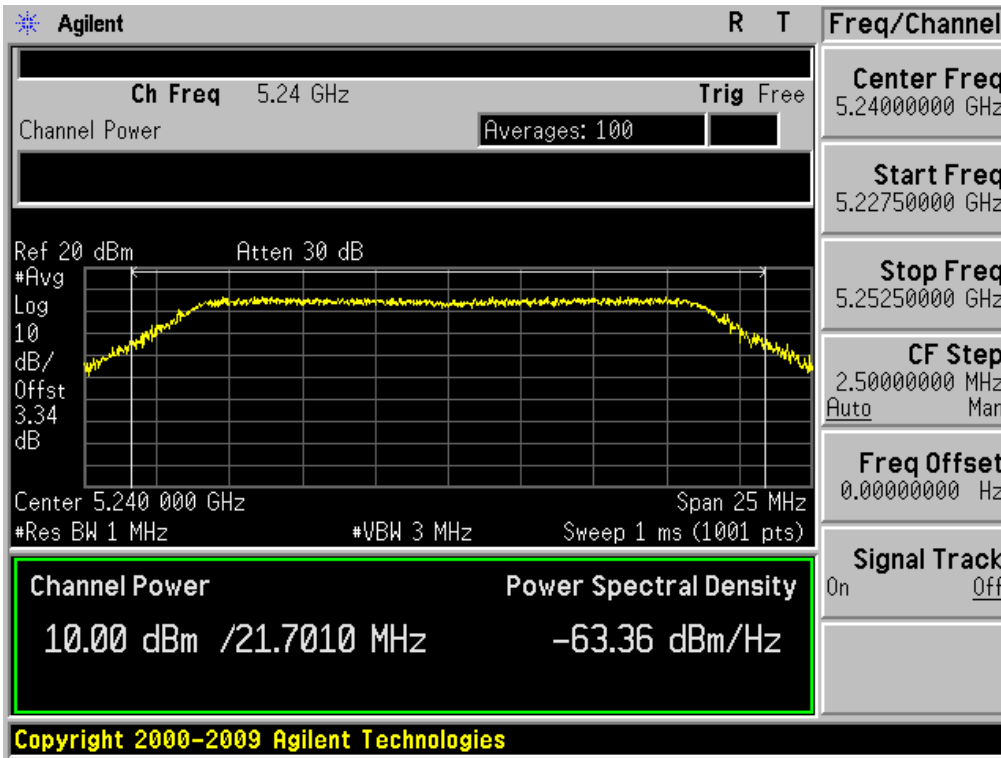 Agilent R T Freq/Channel
Ch Freq 5.24 GHz Trig Free
Channel Power Averages: 100
Center Freq
5.24000000 GHz
Start Freq
5.22750000 GHz
Stop Freq
5.25250000 GHz
CF Step
2.50000000 MHz
Auto Man
Freq Offset
0.00000000 Hz
Signal Track
On Off
Ref 20 dBm Atten 30 dB
#Avg
Log
10
dB/
Offst
3.34
dB
Center 5.240 000 GHz Span 25 MHz
#Res BW 1 MHz #VBW 3 MHz Sweep 1 ms (1001 pts)
Channel Power Power Spectral Density
10.00 dBm /21.7010 MHz -63.36 dBm/Hz
Copyright 2000-2009 Agilent Technologies